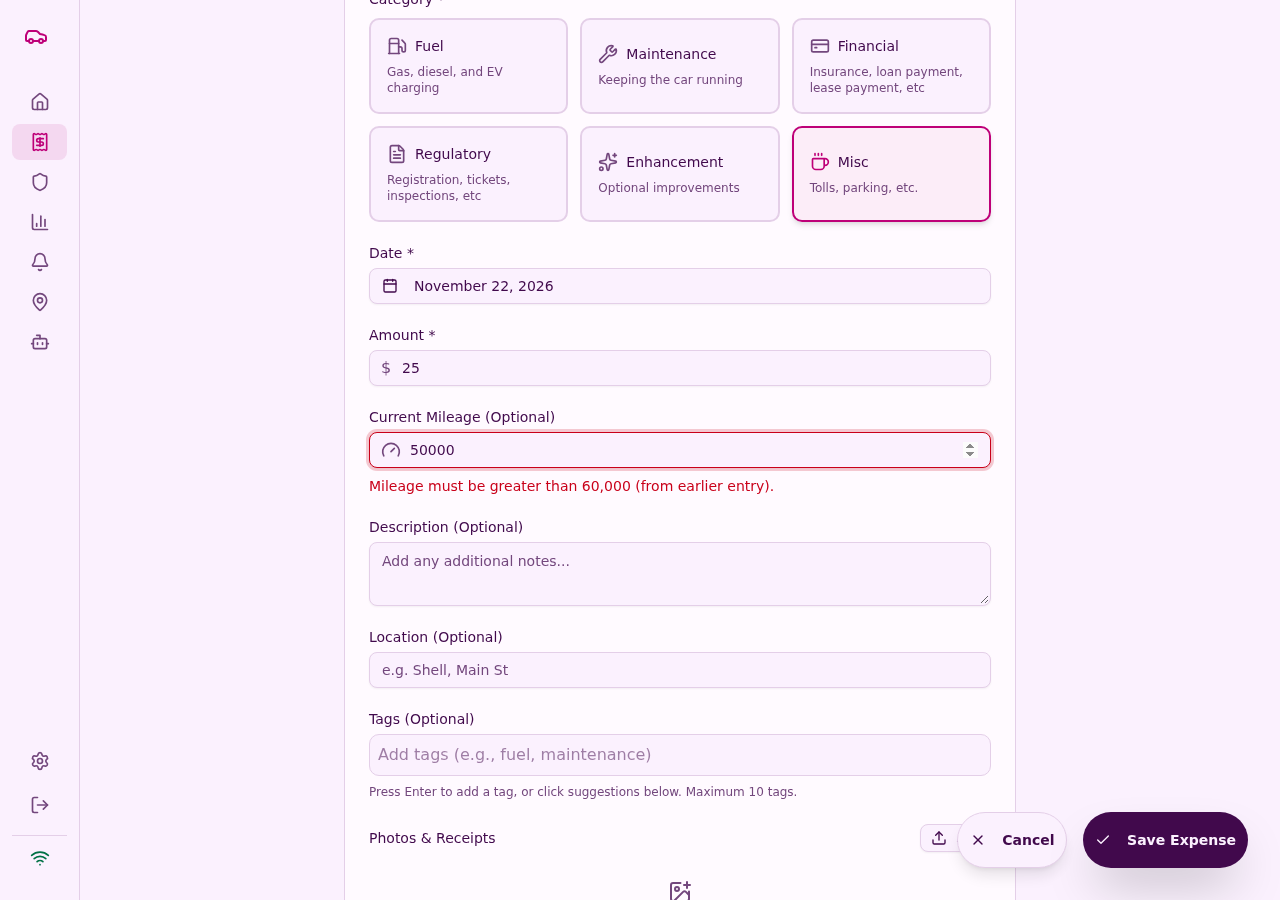 Category *
Fuel
Gas, diesel, and EV
charging
Maintenance
Keeping the car running
Financial
Insurance, loan payment,
lease payment, etc
Regulatory
Registration, tickets,
inspections, etc
Enhancement
Optional improvements
Misc
Tolls, parking, etc.
Date *
November 22, 2026
Amount *
$ 25
Current Mileage (Optional)
50000
Mileage must be greater than 60,000 (from earlier entry).
Description (Optional)
Add any additional notes...
Location (Optional)
e.g. Shell, Main St
Tags (Optional)
Add tags (e.g., fuel, maintenance)
Press Enter to add a tag, or click suggestions below. Maximum 10 tags.
Photos & Receipts
Cancel
Save Expense